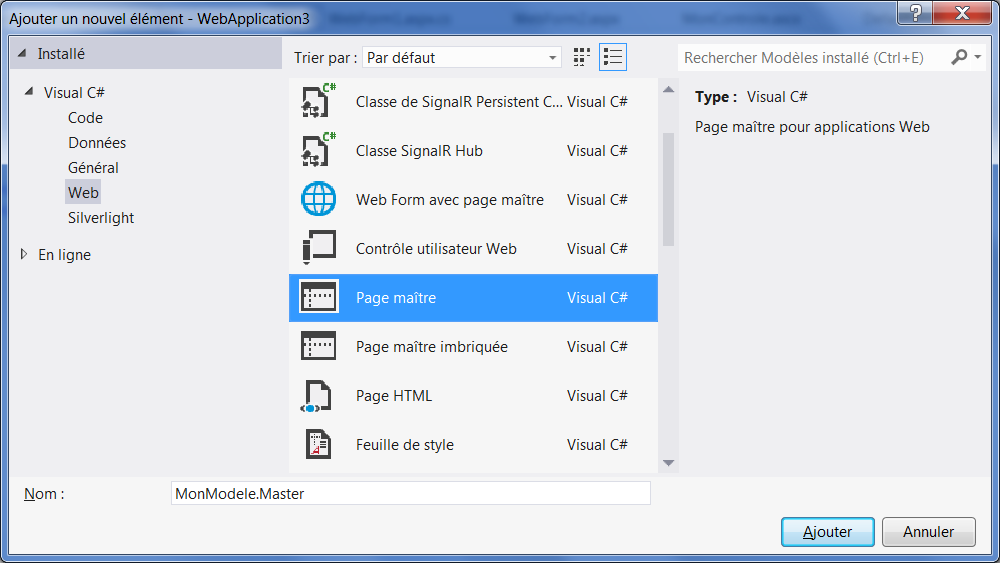 Ajouter un nouvel élément - WebApplication3
Installé
Visual C#
Code
Données
Général
Web
Silverlight
En ligne
Trier par : Par défaut
C# Classe de SignalR Persistent C... Visual C#
C# Classe SignalR Hub Visual C#
Web Form avec page maître Visual C#
Contrôle utilisateur Web Visual C#
Page maître Visual C#
Page maître imbriquée Visual C#
Page HTML Visual C#
Feuille de style Visual C#
Rechercher Modèles installé (Ctrl+E)
Type : Visual C#
Page maître pour applications Web
Nom : MonModele.Master
Ajouter Annuler